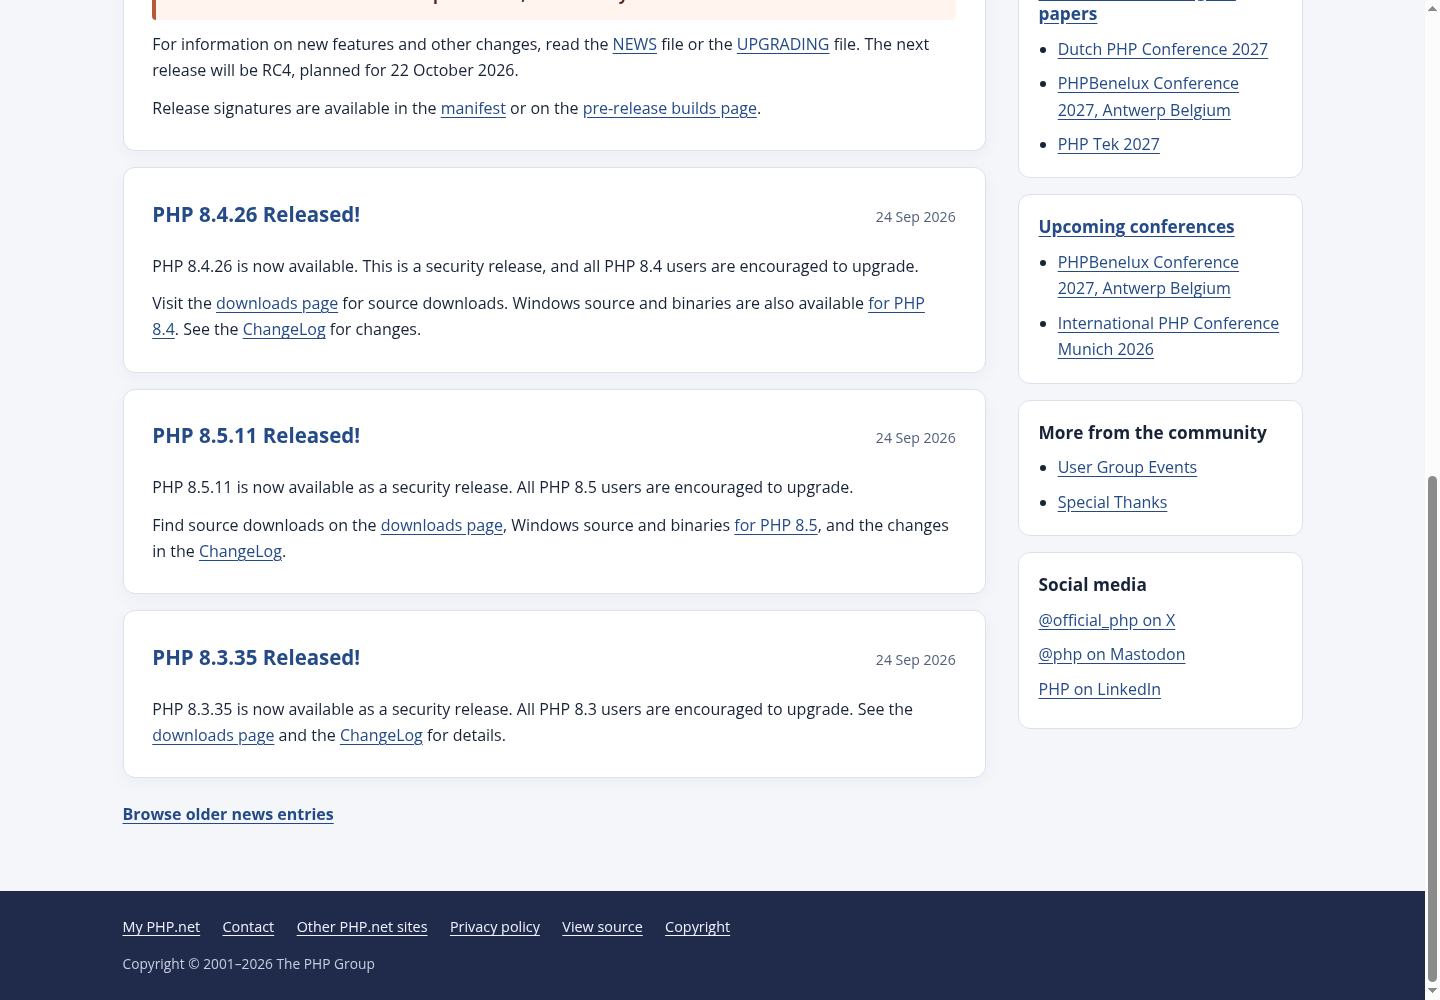 For information on new features and other changes, read the NEWS file or the UPGRADING file. The next
release will be RC4, planned for 22 October 2026.
Release signatures are available in the manifest or on the pre-release builds page.
PHP 8.4.26 Released!
24 Sep 2026
PHP 8.4.26 is now available. This is a security release, and all PHP 8.4 users are encouraged to upgrade.
Visit the downloads page for source downloads. Windows source and binaries are also available for PHP
8.4. See the ChangeLog for changes.
PHP 8.5.11 Released!
24 Sep 2026
PHP 8.5.11 is now available as a security release. All PHP 8.5 users are encouraged to upgrade.
Find source downloads on the downloads page, Windows source and binaries for PHP 8.5, and the changes
in the ChangeLog.
PHP 8.3.35 Released!
24 Sep 2026
PHP 8.3.35 is now available as a security release. All PHP 8.3 users are encouraged to upgrade. See the
downloads page and the ChangeLog for details.
Browse older news entries
papers
Dutch PHP Conference 2027
PHPBenelux Conference
2027, Antwerp Belgium
PHP Tek 2027
Upcoming conferences
PHPBenelux Conference
2027, Antwerp Belgium
International PHP Conference
Munich 2026
More from the community
User Group Events
Special Thanks
Social media
@official_php on X
@php on Mastodon
PHP on LinkedIn
My PHP.net
Contact
Other PHP.net sites
Privacy policy
View source
Copyright
Copyright © 2001–2026 The PHP Group